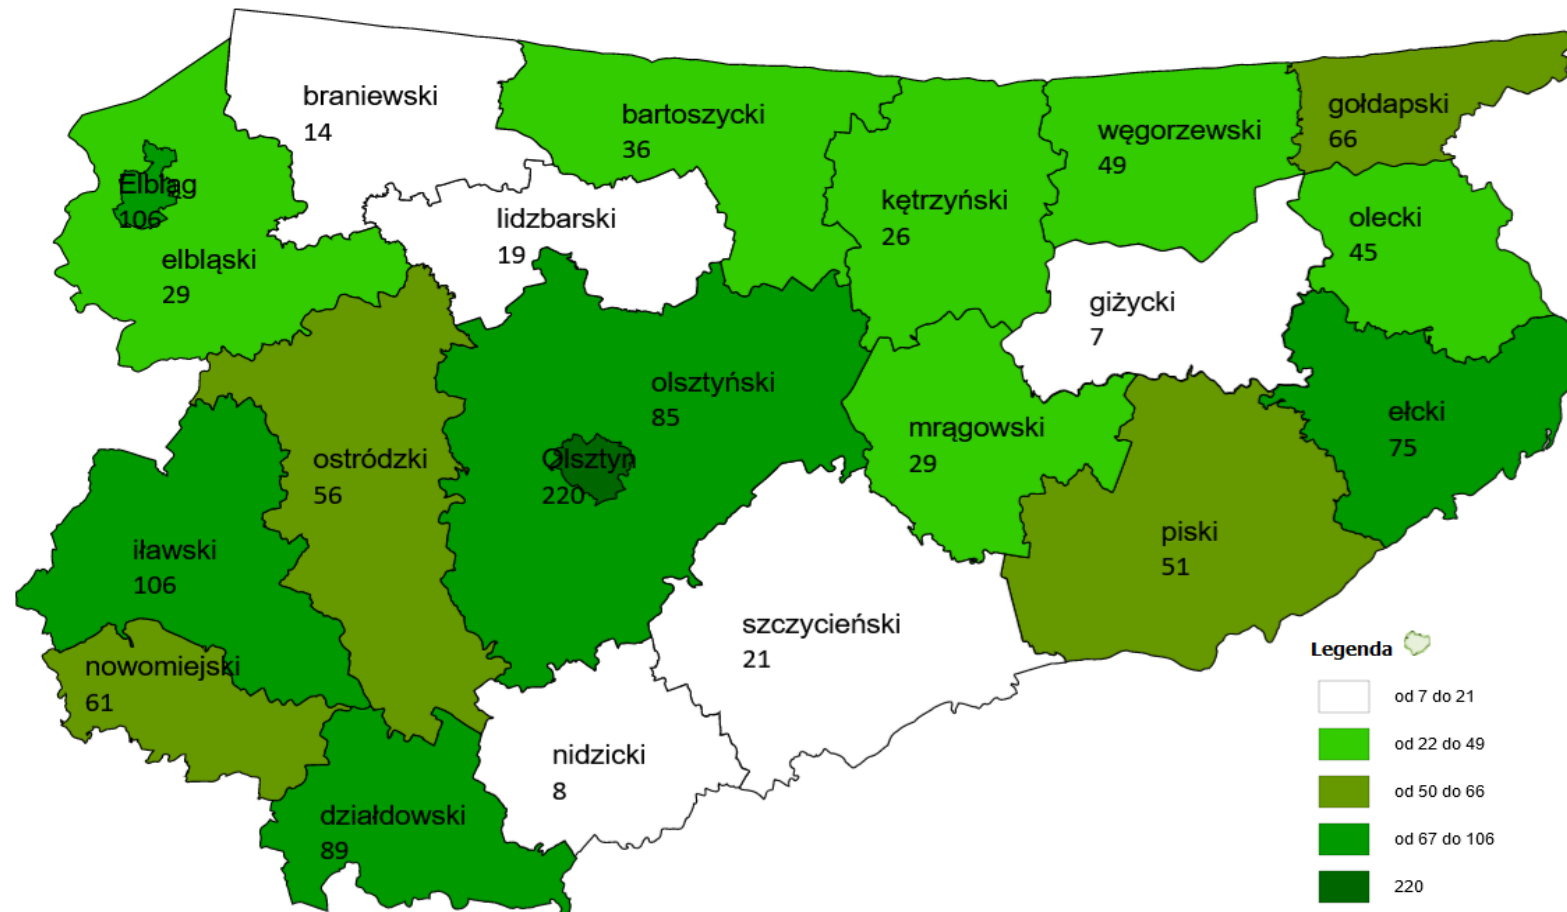 braniewski
14
bartoszycki
36
gołdapski
66
węgorzewski
49
Elbląg
106
kętrzyński
26
lidzbarski
19
olecki
45
elbląski
29
giżycki
7
olsztyński
85
ełcki
75
mrągowski
29
ostródzki
56
Olsztyn
220
piski
51
iławski
106
szczycieński
21
nowomiejski
61
nidzicki
8
działdowski
89
Legenda
od 7 do 21
od 22 do 49
od 50 do 66
od 67 do 106
220